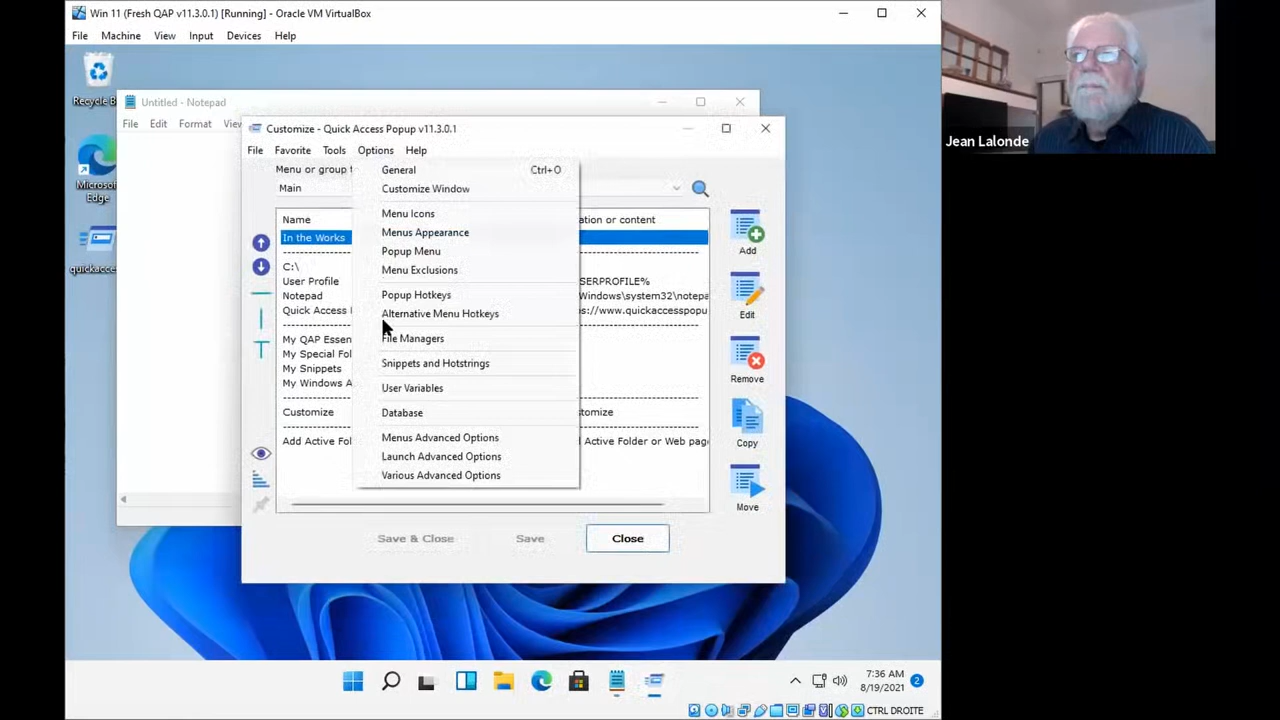 Win 11 (Fresh QAP v11.3.0.1) [Running] - Oracle VM VirtualBox
File Machine View Input Devices Help
Recycle B
Untitled - Notepad
File Edit Format View
Microsof
Edge
quickacce
Customize - Quick Access Popup v11.3.0.1
File Favorite Tools Options Help
Menu or group t
Main
Name
ation or content
In the Works
C:\
User Profile
SERPROFILE%
Notepad
Windows\system32\notepa
Quick Access
s://www.quickaccesspopu
My QAP Essen
My Special Fol
My Snippets
My Windows A
Customize
tomize
Add Active Fol
Active Folder or Web page
General Ctrl+O
Customize Window
Menu Icons
Menus Appearance
Popup Menu
Menu Exclusions
Popup Hotkeys
Alternative Menu Hotkeys
File Managers
Snippets and Hotstrings
User Variables
Database
Menus Advanced Options
Launch Advanced Options
Various Advanced Options
Add
Edit
Remove
Copy
Move
Save & Close Save Close
7:36 AM
8/19/2021
2
CTRL DROITE
Jean Lalonde